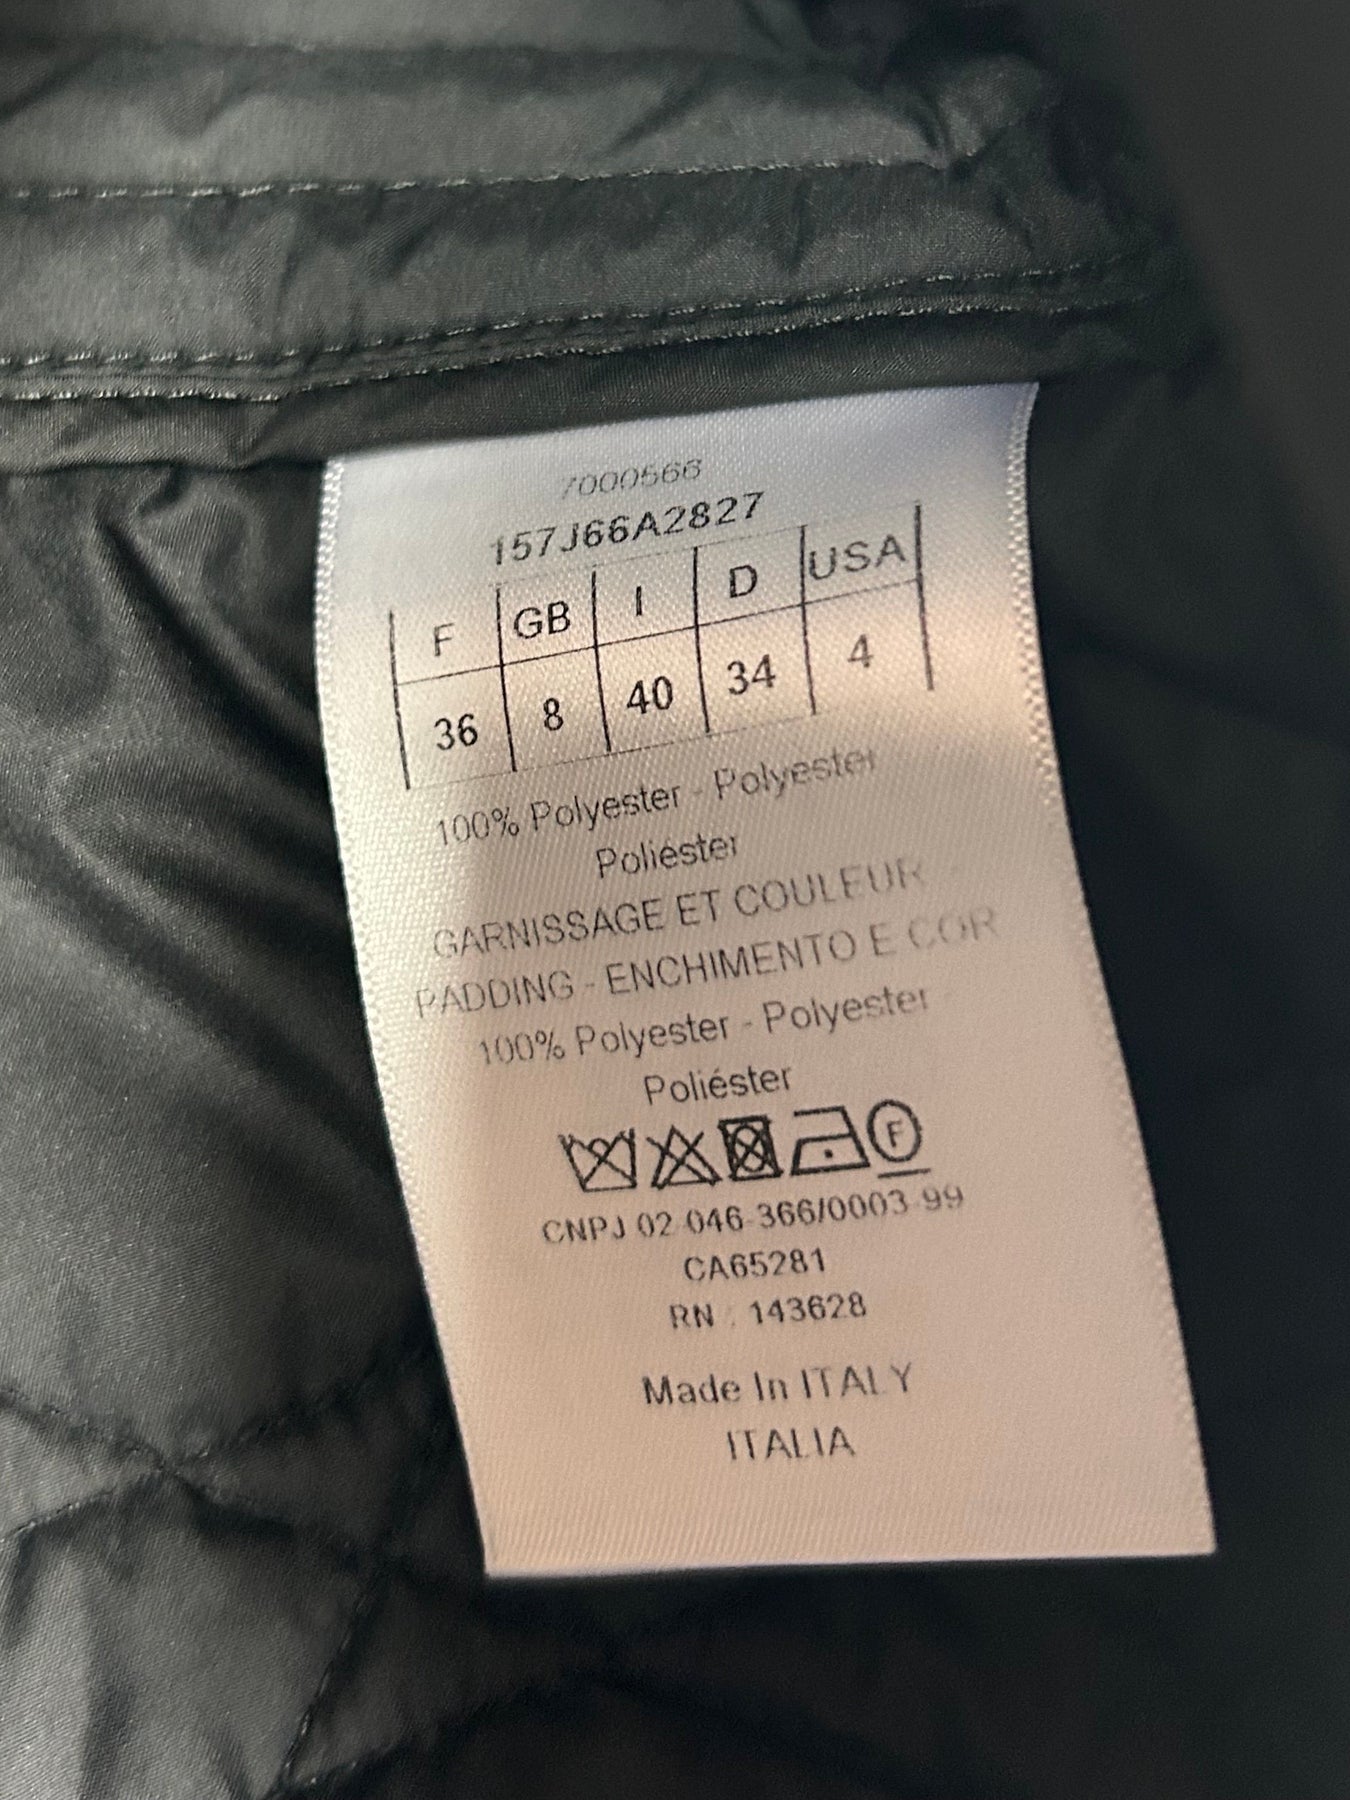 7000566
157J66A2827
F GB I D USA
36 8 40 34 4
100% Polyester - Polyester
Poliéster
GARNISSAGE ET COULEUR
PADDING - ENCHIMENTO E COR
100% Polyester - Polyester
Poliéster
F
CNPJ 02-046-366/0003-99
CA65281
RN : 143628
Made In ITALY
ITALIA